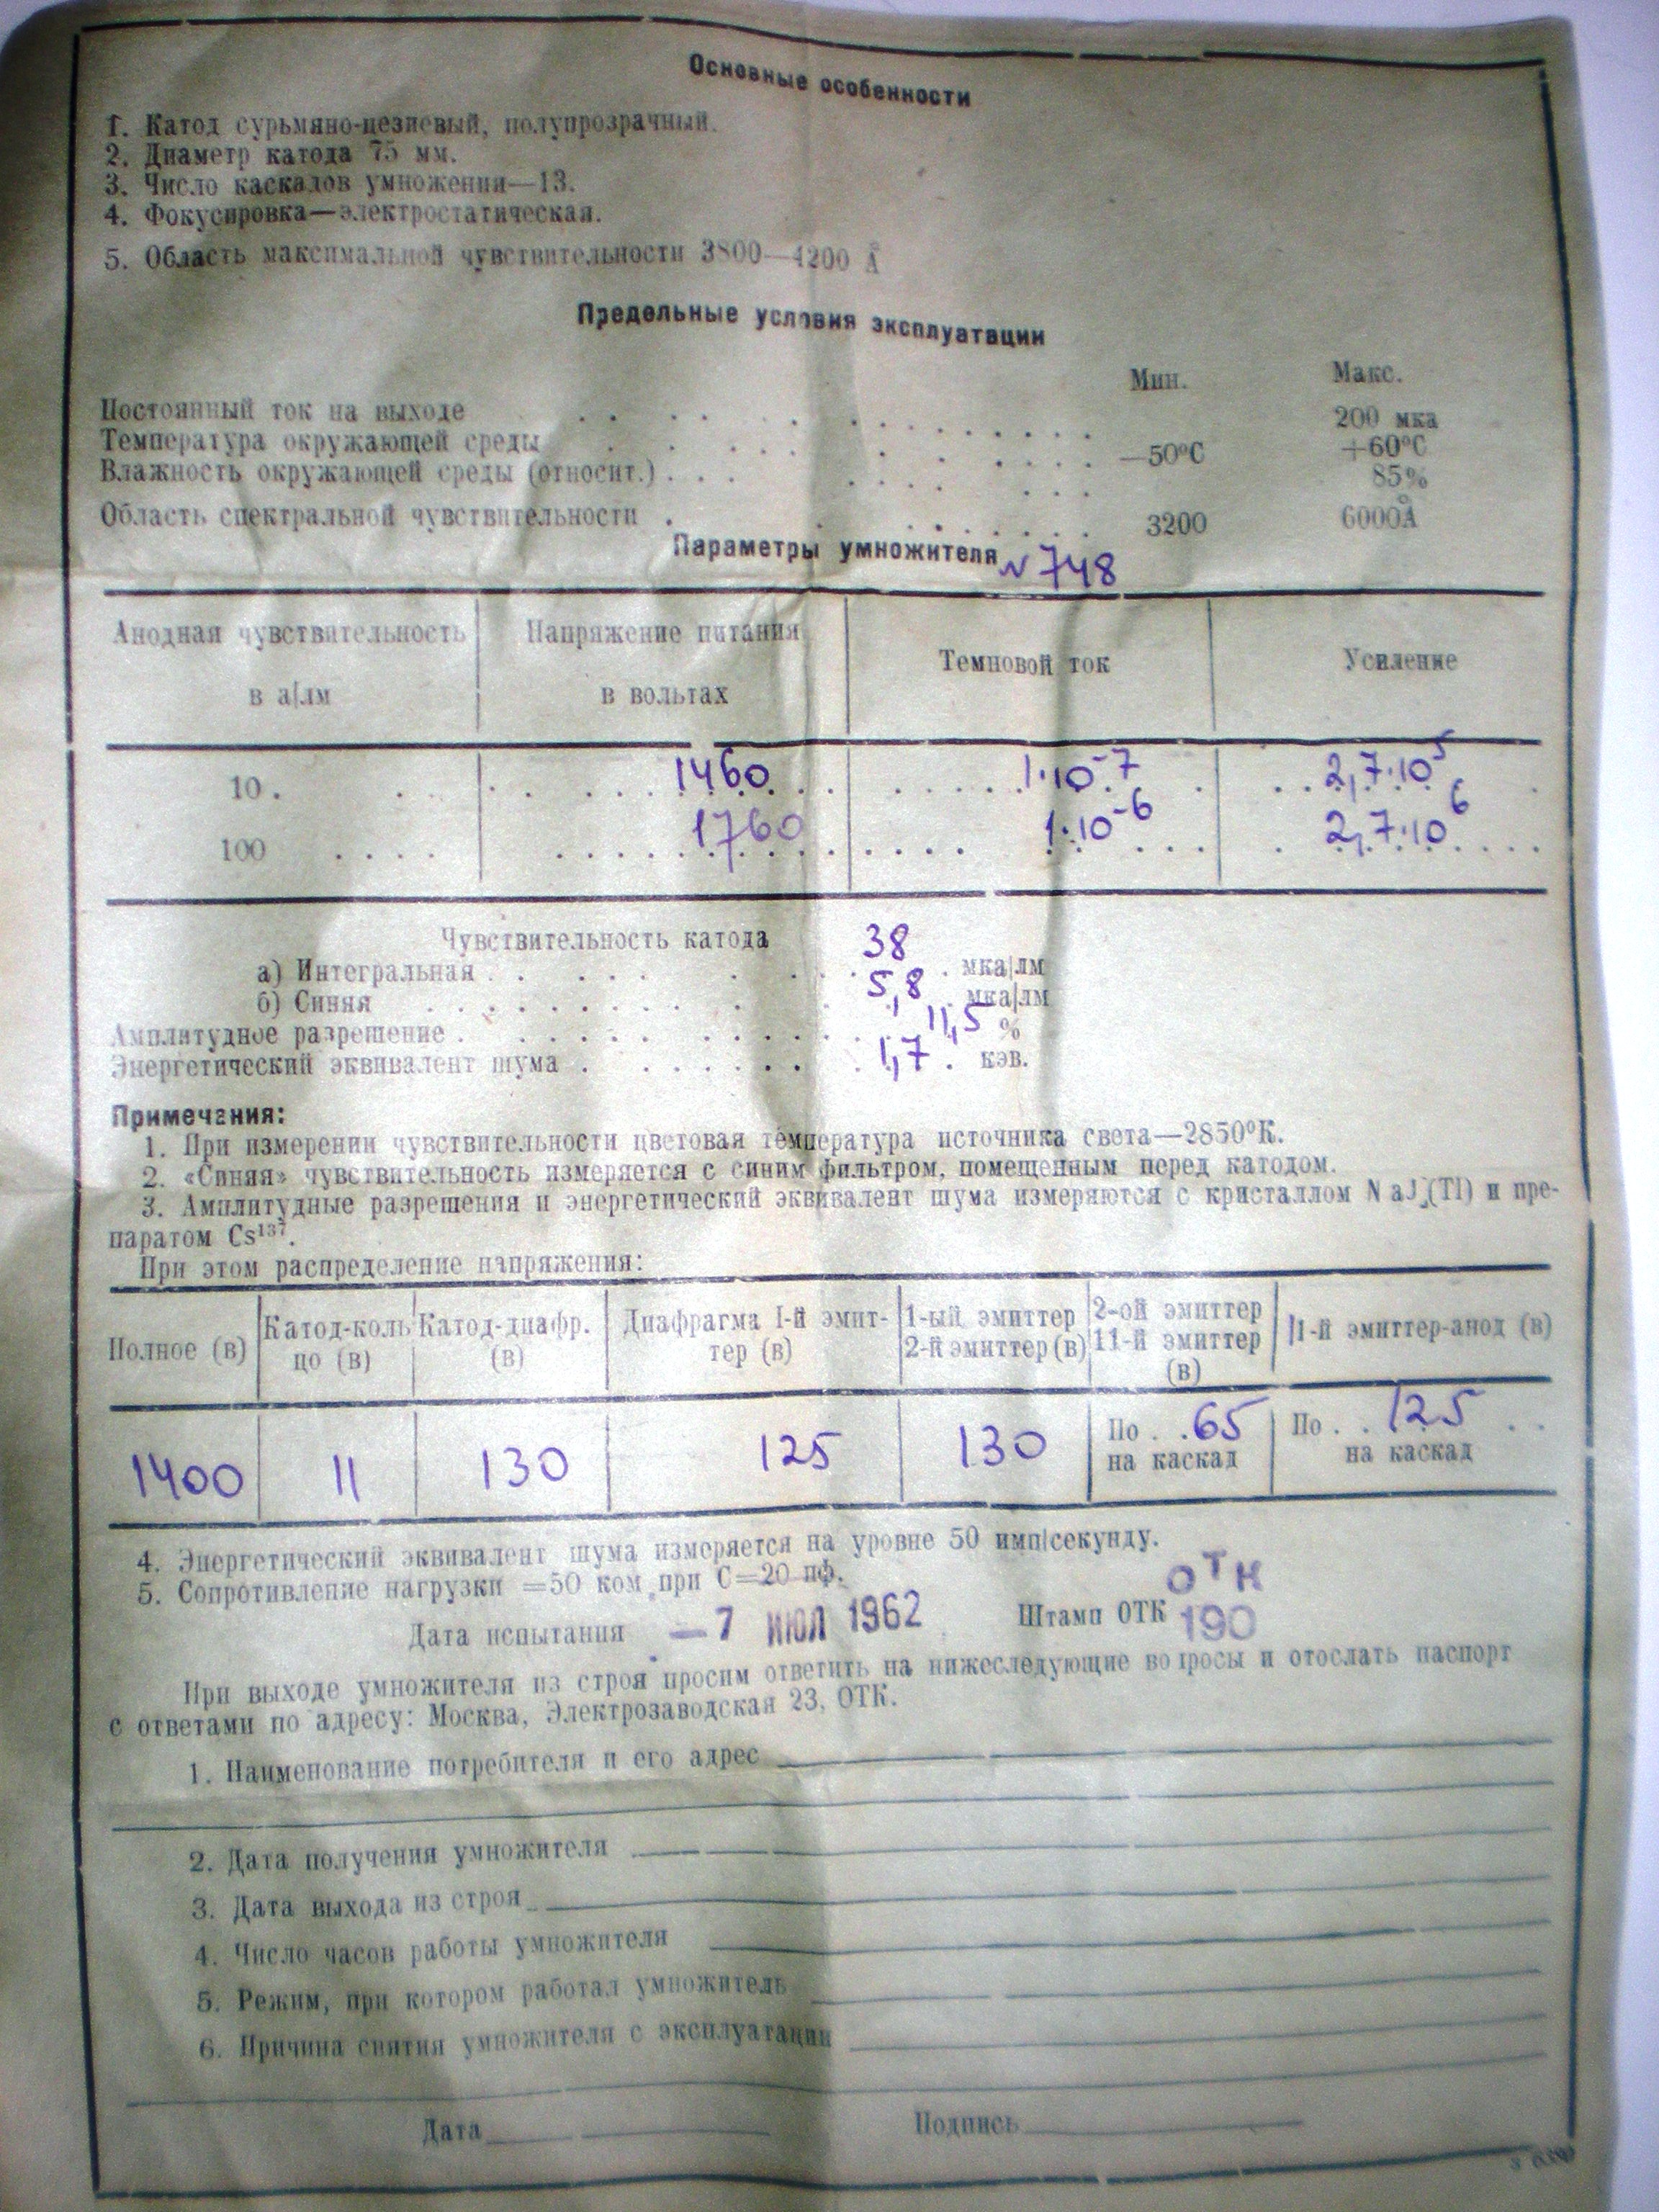 Основные особенности
1. Катод сурьмяно-цезиевый, полупрозрачный.
2. Диаметр катода 75 мм.
3. Число каскадов умножения—13.
4. Фокусировка—электростатическая.
5. Область максимальной чувствительности 3800—4200 Å
Предельные условия эксплуатации
Мин. Макс.
Постоянный ток на выходе 200 мка
Температура окружающей среды —50°С +60°С
Влажность окружающей среды (относит.) 85%
Область спектральной чувствительности 3200 6000Å
Параметры умножителя N 748
Анодная чувствительность в а/лм Напряжение питания в вольтах Темновой ток Усиление
10 1460 1·10⁻⁷ 2,7·10⁵
100 1760 1·10⁻⁶ 2,7·10⁶
Чувствительность катода
а) Интегральная 38 мка/лм
б) Синяя 5,8 мка/лм
Амплитудное разрешение 11,5 %
Энергетический эквивалент шума 1,7 кэв.
Примечания:
1. При измерении чувствительности цветовая температура источника света—2850°К.
2. «Синяя» чувствительность измеряется с синим фильтром, помещенным перед катодом.
3. Амплитудные разрешения и энергетический эквивалент шума измеряются с кристаллом NaJ (Tl) и пре-
паратом Cs¹³⁷.
При этом распределение напряжения:
Полное (в) Катод-кольцо (в) Катод-диафр. (в) Диафрагма 1-й эмит-тер (в) 1-ый эмиттер 2-й эмиттер (в) 2-ой эмиттер 11-й эмиттер (в) 11-й эмиттер-анод (в)
1400 11 130 125 130 По 65 на каскад По 125 на каскад
4. Энергетический эквивалент шума измеряется на уровне 50 имп/секунду.
5. Сопротивление нагрузки =50 ком при С=20 пф.
Дата испытания —7 ИЮЛ 1962 Штамп ОТК ОТК 190
При выходе умножителя из строя просим ответить на нижеследующие вопросы и отослать паспорт
с ответами по адресу: Москва, Электрозаводская 23, ОТК.
1. Наименование потребителя и его адрес
2. Дата получения умножителя
3. Дата выхода из строя
4. Число часов работы умножителя
5. Режим, при котором работал умножитель
6. Причина снятия умножителя с эксплуатации
Дата Подпись